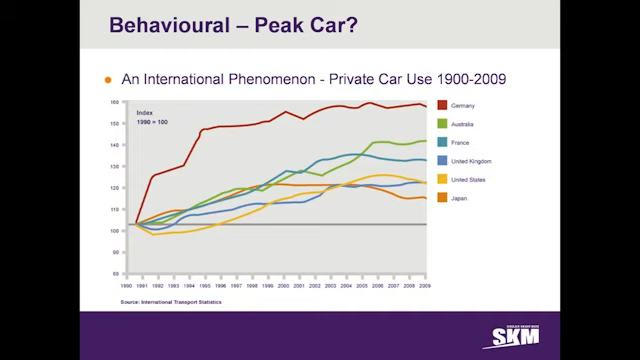 Behavioural – Peak Car?
An International Phenomenon - Private Car Use 1900-2009
160
150
140
130
120
110
100
90
80
Index
1990 = 100
1990 1991 1992 1993 1994 1995 1996 1997 1998 1999 2000 2001 2002 2003 2004 2005 2006 2007 2008 2009
Germany
Australia
France
United Kingdom
United States
Japan
Source: International Transport Statistics
SKM